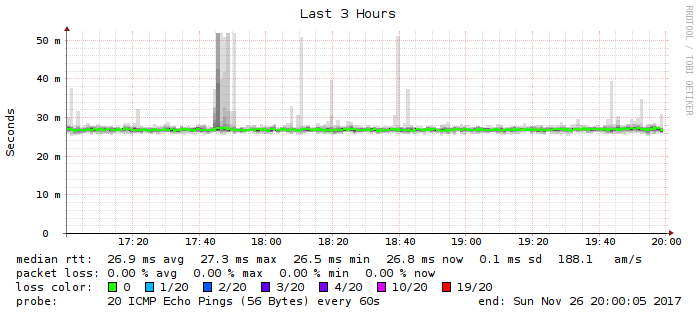 Last 3 Hours
RRDTOOL / TOBI OETIKER
Seconds
50 m
40 m
30 m
20 m
10 m
0
17:20 17:40 18:00 18:20 18:40 19:00 19:20 19:40 20:00
median rtt: 26.9 ms avg 27.3 ms max 26.5 ms min 26.8 ms now 0.1 ms sd 188.1 am/s
packet loss: 0.00 % avg 0.00 % max 0.00 % min 0.00 % now
loss color: 0 1/20 2/20 3/20 4/20 10/20 19/20
probe: 20 ICMP Echo Pings (56 Bytes) every 60s end: Sun Nov 26 20:00:05 2017